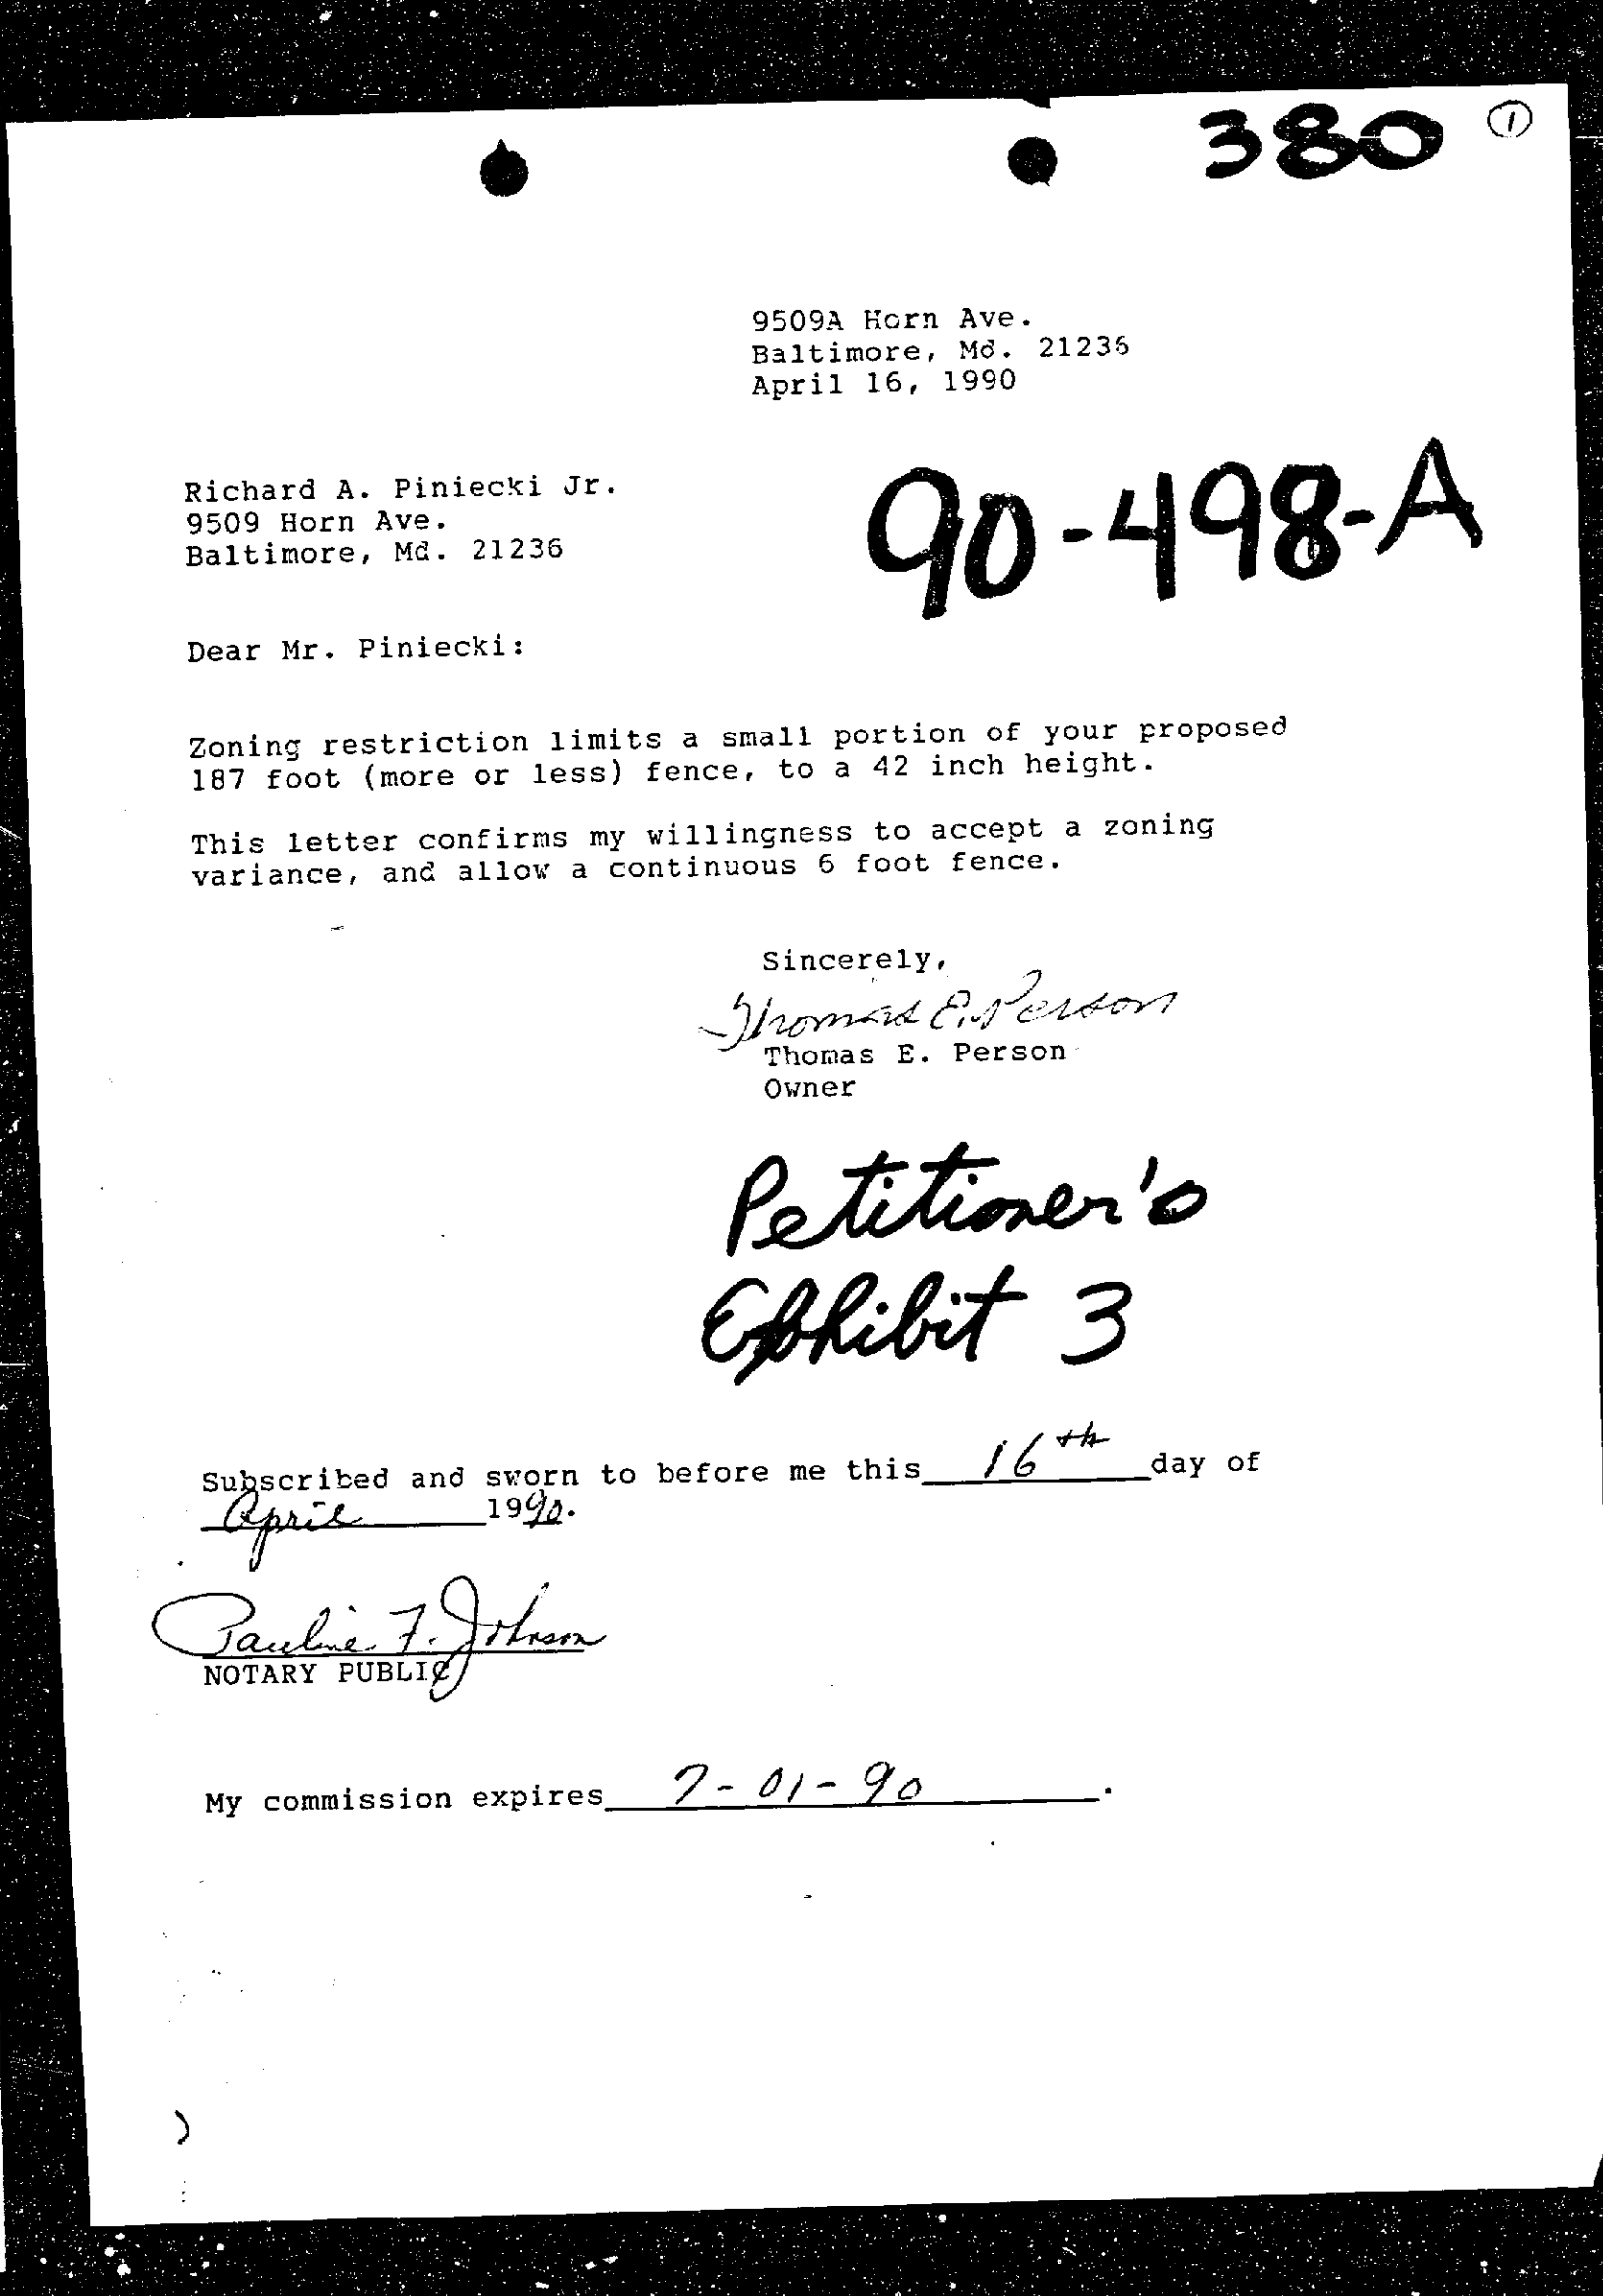 380 1
9509A Horn Ave.
Baltimore, Md. 21236
April 16, 1990
Richard A. Piniecki Jr.
9509 Horn Ave.
Baltimore, Md. 21236
90-498-A
Dear Mr. Piniecki:
Zoning restriction limits a small portion of your proposed
187 foot (more or less) fence, to a 42 inch height.
This letter confirms my willingness to accept a zoning
variance, and allow a continuous 6 foot fence.
Sincerely,
Thomas E. Person
Thomas E. Person
Owner
Petitioner's
Exhibit 3
Subscribed and sworn to before me this 16th day of
April 1990.
Pauline F. Johnson
NOTARY PUBLIC
My commission expires 7-01-90.